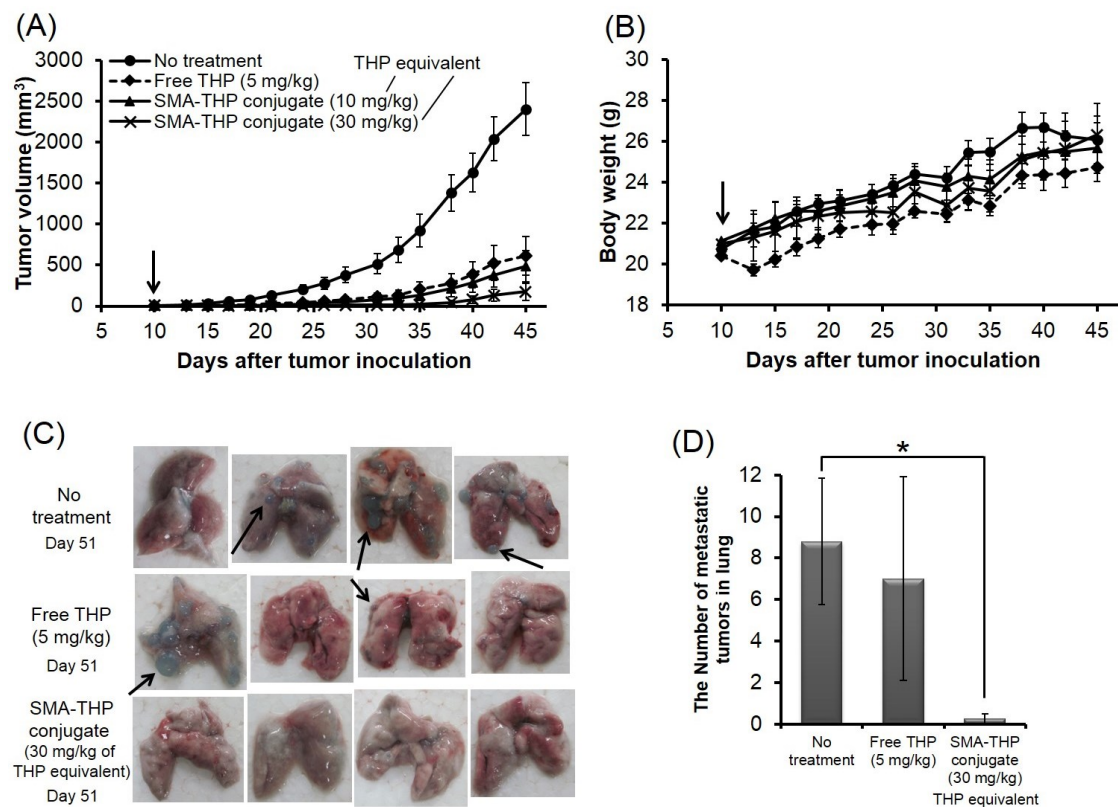 (A)
3000
2500
2000
1500
1000
500
0
Tumor volume (mm³)
No treatment
Free THP (5 mg/kg)
SMA-THP conjugate (10 mg/kg)
SMA-THP conjugate (30 mg/kg)
THP equivalent
5 10 15 20 25 30 35 40 45
Days after tumor inoculation
(B)
30
28
26
24
22
20
18
Body weight (g)
5 10 15 20 25 30 35 40 45
Days after tumor inoculation
(C)
No
treatment
Day 51
Free THP
(5 mg/kg)
Day 51
SMA-THP
conjugate
(30 mg/kg of
THP equivalent)
Day 51
(D)
*
12
10
8
6
4
2
0
The Number of metastatic
tumors in lung
No
treatment
Free THP
(5 mg/kg)
SMA-THP
conjugate
(30 mg/kg)
THP equivalent